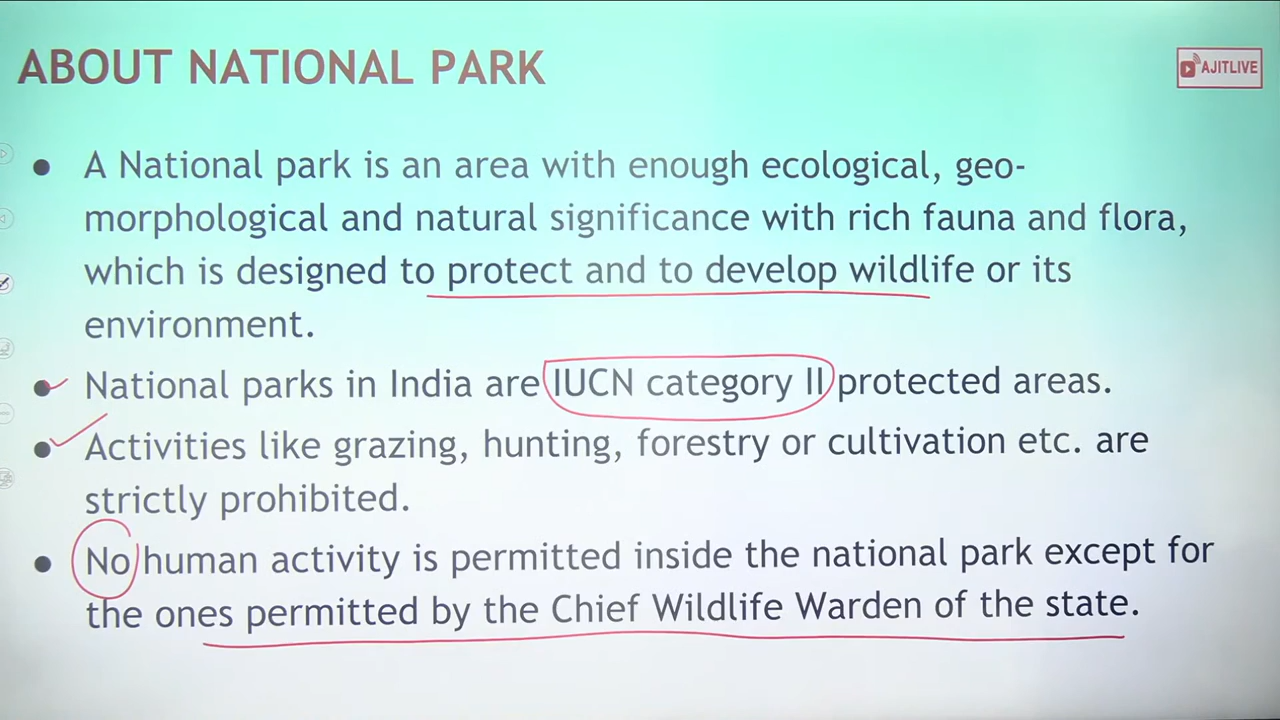 ABOUT NATIONAL PARK
AJITLIVE
● A National park is an area with enough ecological, geo-
morphological and natural significance with rich fauna and flora,
which is designed to protect and to develop wildlife or its
environment.
● National parks in India are IUCN category II protected areas.
● Activities like grazing, hunting, forestry or cultivation etc. are
strictly prohibited.
● No human activity is permitted inside the national park except for
the ones permitted by the Chief Wildlife Warden of the state.